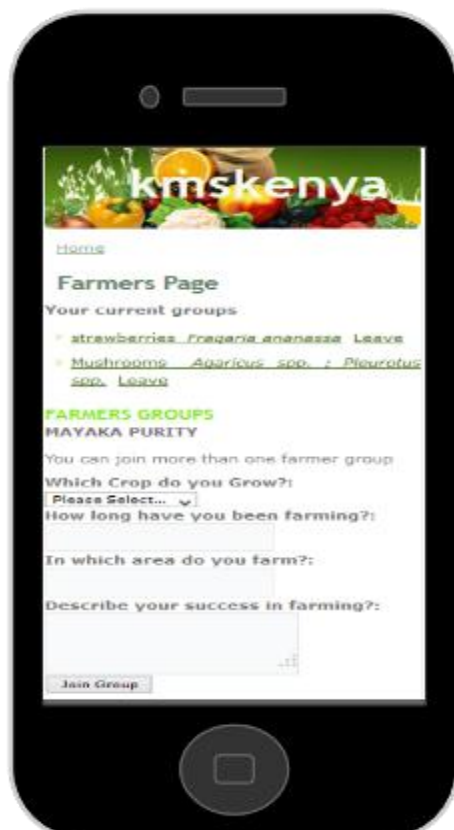 kmskenya
Home
Farmers Page
Your current groups
strawberries Fragaria ananassa Leave
Mushrooms Agaricus spp. ; Pleurotus
spp. Leave
FARMERS GROUPS
MAYAKA PURITY
You can join more than one farmer group
Which Crop do you Grow?:
Please Select...
How long have you been farming?:
In which area do you farm?:
Describe your success in farming?:
Join Group